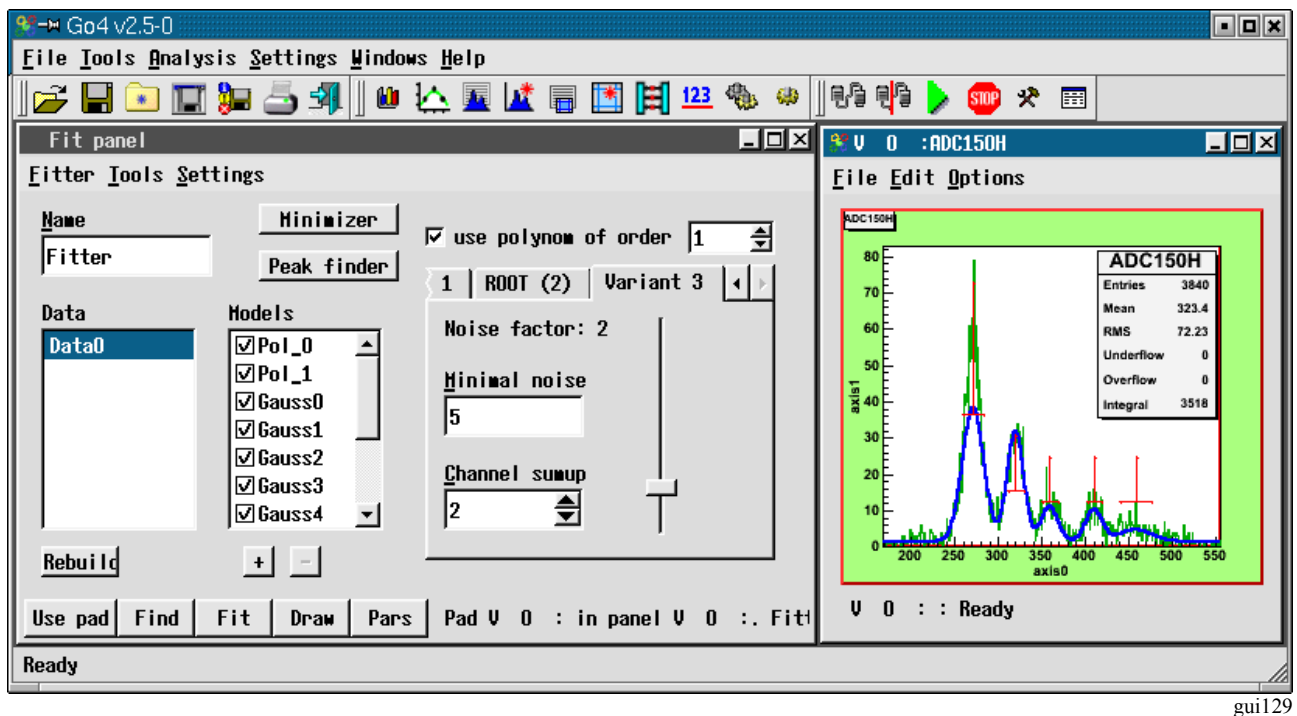 Go4 v2.5-0
File Tools Analysis Settings Windows Help
123
STOP
Fit panel
Fitter Tools Settings
Name
Fitter
Minimizer
Peak finder
use polynom of order 1
1 ROOT (2) Variant 3
Data
Data0
Models
Pol_0
Pol_1
Gauss0
Gauss1
Gauss2
Gauss3
Gauss4
Noise factor: 2
Minimal noise
5
Channel sumup
2
Rebuild
+ -
Use pad Find Fit Draw Pars Pad V 0 : in panel V 0 :. Fitt
V 0 :ADC150H
File Edit Options
ADC150H
ADC150H
Entries 3840
Mean 323.4
RMS 72.23
Underflow 0
Overflow 0
Integral 3518
axis1
80
70
60
50
40
30
20
10
0
200 250 300 350 400 450 500 550
axis0
V 0 : : Ready
Ready
gui129